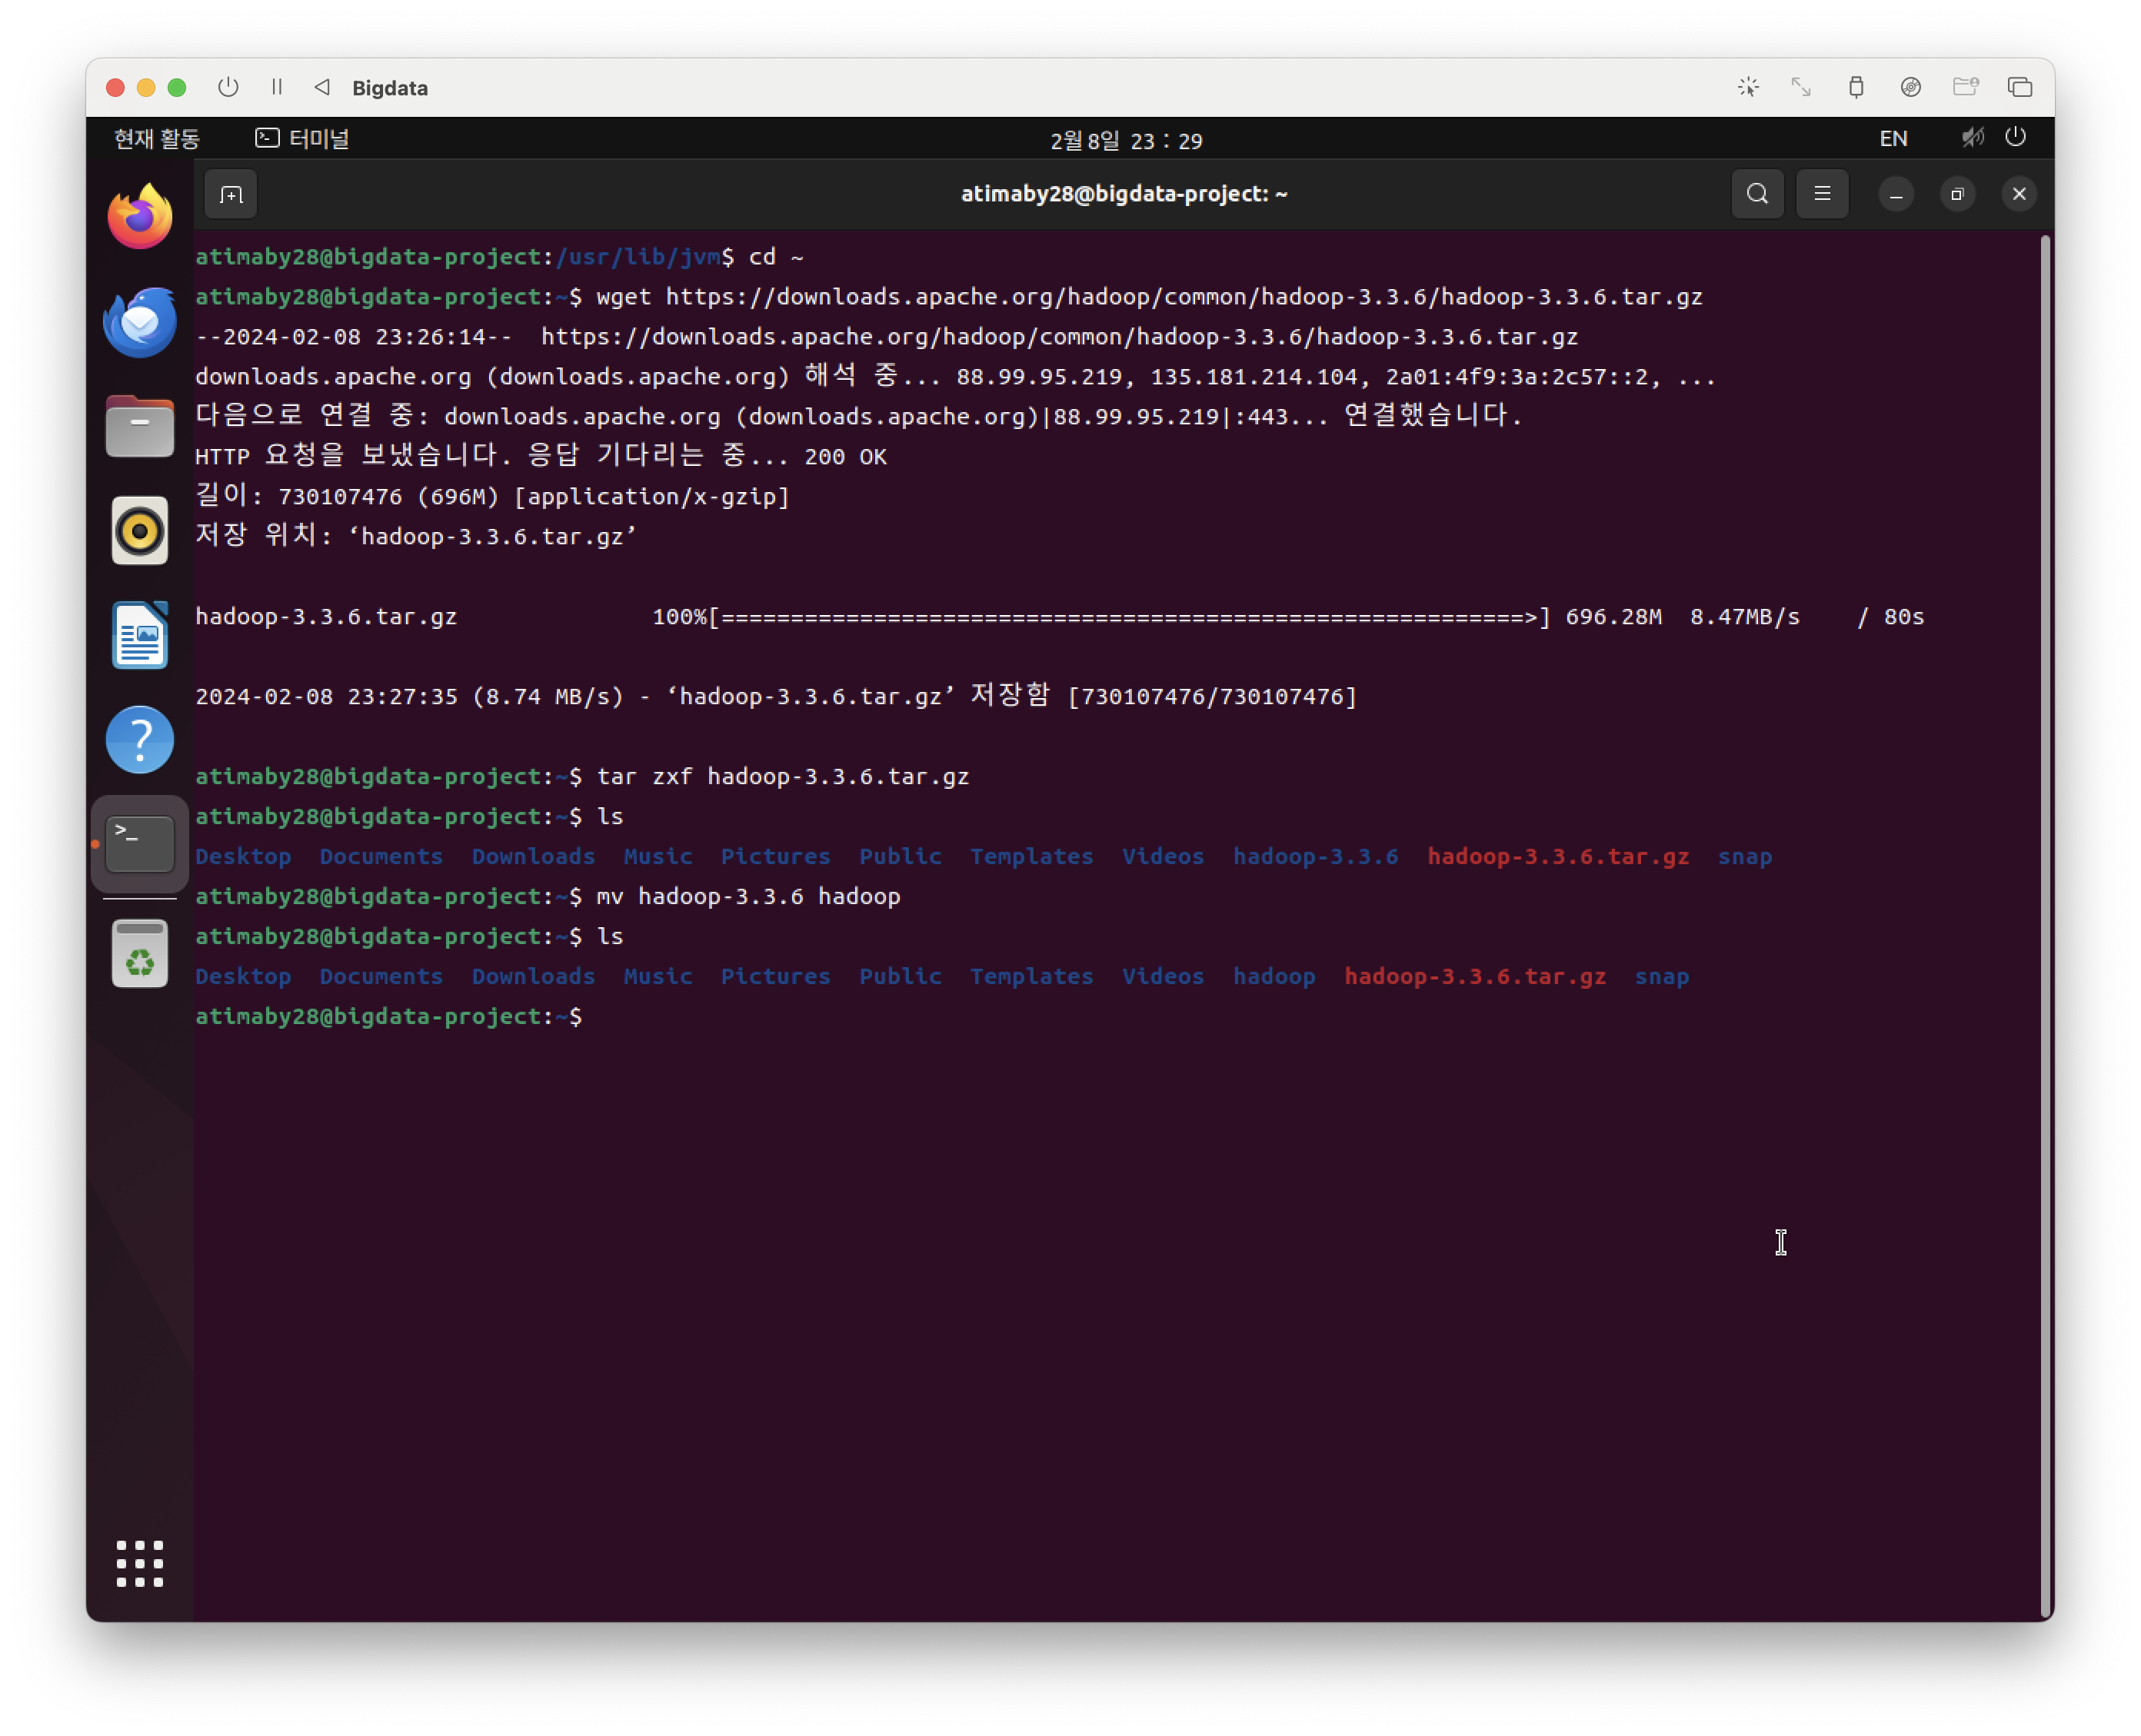 Bigdata
현재 활동 터미널 2월 8일 23 : 29 EN
atimaby28@bigdata-project: ~
atimaby28@bigdata-project:/usr/lib/jvm$ cd ~
atimaby28@bigdata-project:~$ wget https://downloads.apache.org/hadoop/common/hadoop-3.3.6/hadoop-3.3.6.tar.gz
--2024-02-08 23:26:14--  https://downloads.apache.org/hadoop/common/hadoop-3.3.6/hadoop-3.3.6.tar.gz
downloads.apache.org (downloads.apache.org) 해석 중... 88.99.95.219, 135.181.214.104, 2a01:4f9:3a:2c57::2, ...
다음으로 연결 중: downloads.apache.org (downloads.apache.org)|88.99.95.219|:443... 연결했습니다.
HTTP 요청을 보냈습니다. 응답 기다리는 중... 200 OK
길이: 730107476 (696M) [application/x-gzip]
저장 위치: ‘hadoop-3.3.6.tar.gz’
hadoop-3.3.6.tar.gz 100%[==========================================================>] 696.28M 8.47MB/s / 80s
2024-02-08 23:27:35 (8.74 MB/s) - ‘hadoop-3.3.6.tar.gz’ 저장함 [730107476/730107476]
atimaby28@bigdata-project:~$ tar zxf hadoop-3.3.6.tar.gz
atimaby28@bigdata-project:~$ ls
Desktop Documents Downloads Music Pictures Public Templates Videos hadoop-3.3.6 hadoop-3.3.6.tar.gz snap
atimaby28@bigdata-project:~$ mv hadoop-3.3.6 hadoop
atimaby28@bigdata-project:~$ ls
Desktop Documents Downloads Music Pictures Public Templates Videos hadoop hadoop-3.3.6.tar.gz snap
atimaby28@bigdata-project:~$